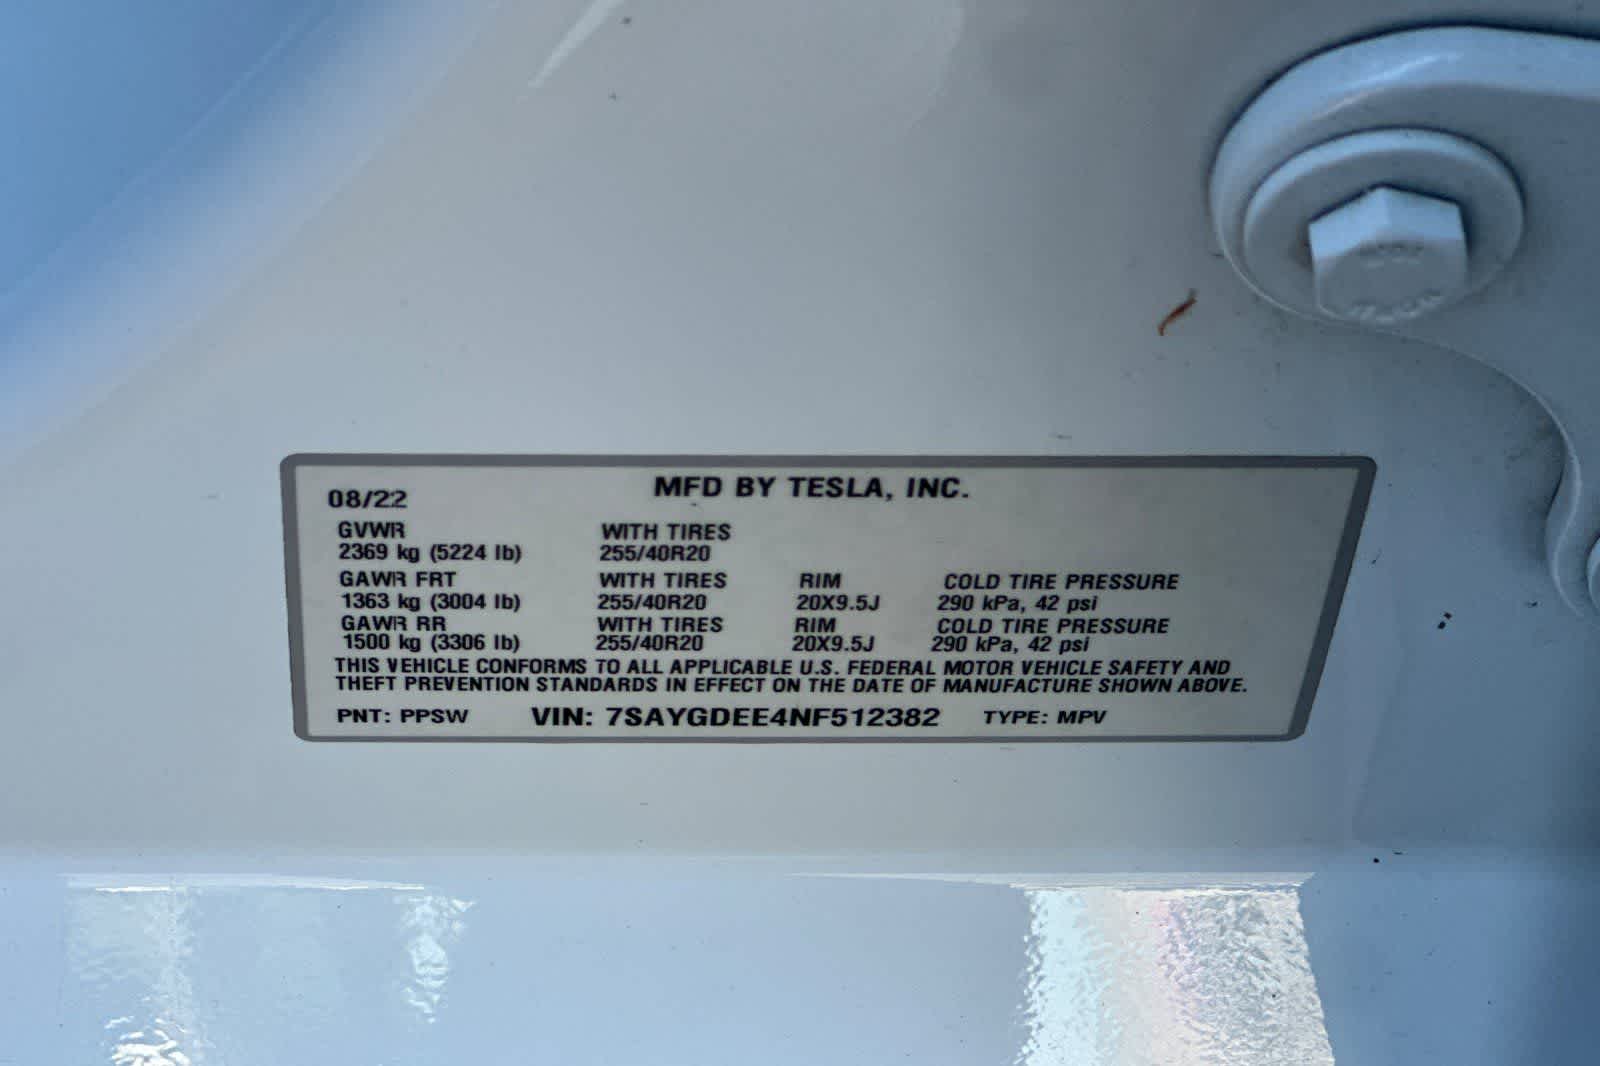 MFD BY TESLA, INC.
08/22
GVWR WITH TIRES
2369 kg (5224 lb) 255/40R20
GAWR FRT WITH TIRES RIM COLD TIRE PRESSURE
1363 kg (3004 lb) 255/40R20 20X9.5J 290 kPa, 42 psi
GAWR RR WITH TIRES RIM COLD TIRE PRESSURE
1500 kg (3306 lb) 255/40R20 20X9.5J 290 kPa, 42 psi
THIS VEHICLE CONFORMS TO ALL APPLICABLE U.S. FEDERAL MOTOR VEHICLE SAFETY AND
THEFT PREVENTION STANDARDS IN EFFECT ON THE DATE OF MANUFACTURE SHOWN ABOVE.
PNT: PPSW VIN: 7SAYGDEE4NF512382 TYPE: MPV